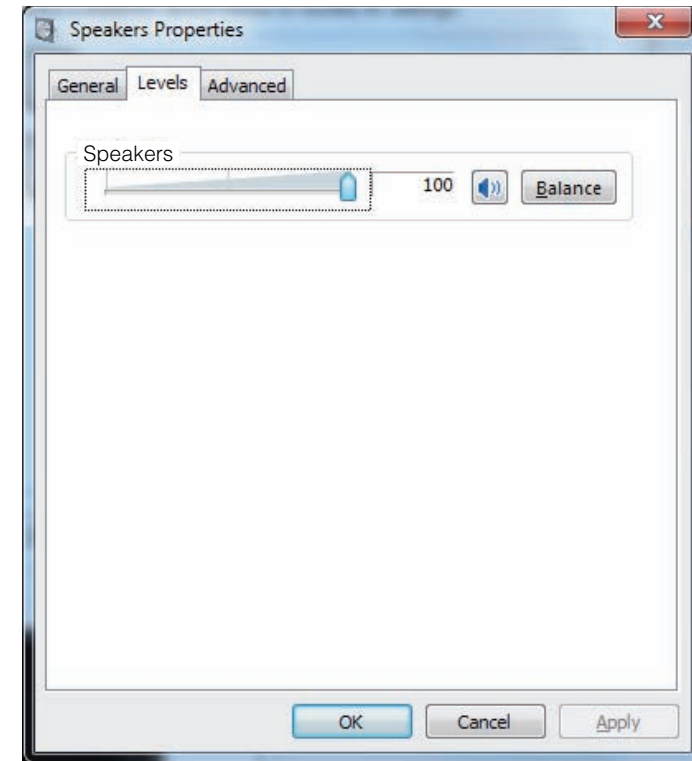 Speakers Properties
General Levels Advanced
Speakers
100 Balance
OK Cancel Apply